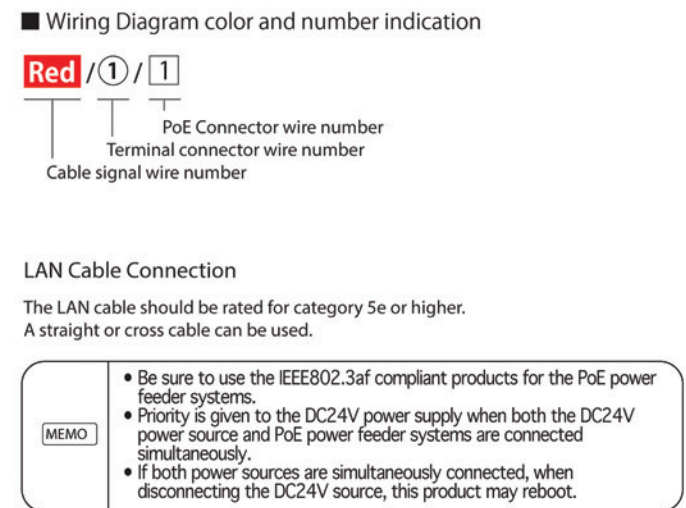 ■ Wiring Diagram color and number indication
Red /①/ 1
PoE Connector wire number
Terminal connector wire number
Cable signal wire number
LAN Cable Connection
The LAN cable should be rated for category 5e or higher.
A straight or cross cable can be used.
MEMO
• Be sure to use the IEEE802.3af compliant products for the PoE power
feeder systems.
• Priority is given to the DC24V power supply when both the DC24V
power source and PoE power feeder systems are connected
simultaneously.
• If both power sources are simultaneously connected, when
disconnecting the DC24V source, this product may reboot.